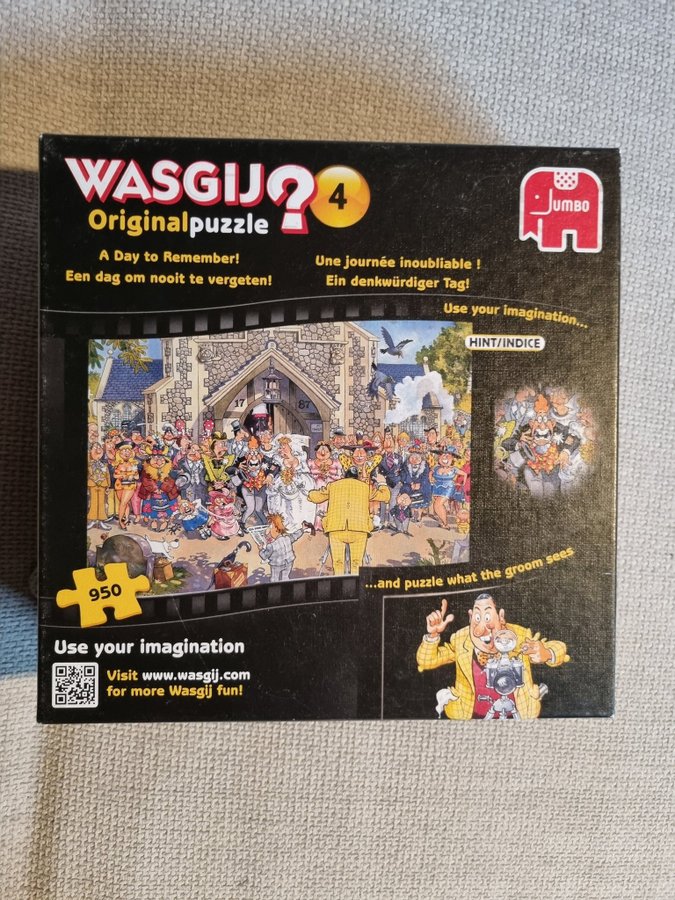 WASGIJ?
4
Originalpuzzle
JUMBO
A Day to Remember!
Een dag om nooit te vergeten!
Une journée inoubliable !
Ein denkwürdiger Tag!
Use your imagination...
HINT/INDICE
17 87
950
...and puzzle what the groom sees
Use your imagination
Visit www.wasgij.com
for more Wasgij fun!